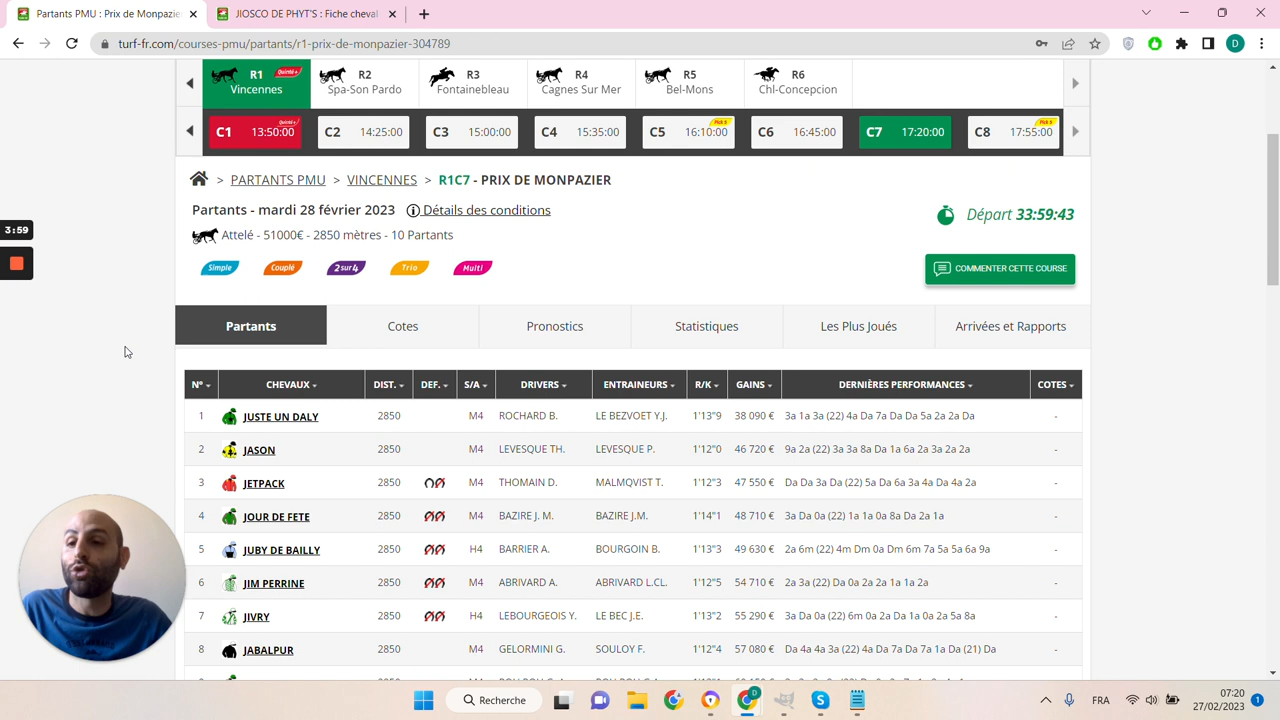 Partants PMU : Prix de Monpazie
JIOSCO DE PHYT'S : Fiche cheval
turf-fr.com/courses-pmu/partants/r1-prix-de-monpazier-304789
R1 Quinté+
Vincennes
R2
Spa-Son Pardo
R3
Fontainebleau
R4
Cagnes Sur Mer
R5
Bel-Mons
R6
Chl-Concepion
C1 13:50:00 Quinté+
C2 14:25:00
C3 15:00:00
C4 15:35:00
C5 16:10:00 Pick 5
C6 16:45:00
C7 17:20:00
C8 17:55:00 Pick 5
> PARTANTS PMU > VINCENNES > R1C7 - PRIX DE MONPAZIER
Partants - mardi 28 février 2023 Détails des conditions
Départ 33:59:43
3:59
Attelé - 51000€ - 2850 mètres - 10 Partants
Simple Couplé 2sur4 Trio Multi
COMMENTER CETTE COURSE
Partants Cotes Pronostics Statistiques Les Plus Joués Arrivées et Rapports
N° CHEVAUX DIST. DEF. S/A DRIVERS ENTRAINEURS R/K GAINS DERNIÈRES PERFORMANCES COTES
1 JUSTE UN DALY 2850 M4 ROCHARD B. LE BEZVOET Y.J. 1'13"9 38 090 € 3a 1a 3a (22) 4a Da 7a Da Da 5a 2a 2a Da -
2 JASON 2850 M4 LEVESQUE TH. LEVESQUE P. 1'12"0 46 720 € 9a 2a (22) 3a 3a 8a Da 1a 6a 2a 3a 2a 2a -
3 JETPACK 2850 M4 THOMAIN D. MALMQVIST T. 1'12"3 47 550 € Da Da 3a Da (22) 5a Da 6a 3a 4a Da 4a 2a -
4 JOUR DE FETE 2850 M4 BAZIRE J. M. BAZIRE J.M. 1'14"1 48 710 € 3a Da 0a (22) 1a 1a 0a 8a Da 2a 1a -
5 JUBY DE BAILLY 2850 H4 BARRIER A. BOURGOIN B. 1'13"3 49 630 € 2a 6m (22) 4m Dm 0a Dm 6m 7a 5a 5a 6a 9a -
6 JIM PERRINE 2850 M4 ABRIVARD A. ABRIVARD L.CL. 1'12"5 54 710 € 2a 3a (22) Da 0a 2a 2a 1a 1a 2a -
7 JIVRY 2850 H4 LEBOURGEOIS Y. LE BEC J.E. 1'13"2 55 290 € 3a Da 0a (22) 6m 0a 2a Da 1a 0a 2a 5a 8a -
8 JABALPUR 2850 M4 GELORMINI G. SOULOY F. 1'12"4 57 080 € Da 4a 4a 3a (22) 4a Da 7a Da 7a 1a Da (21) Da -
Recherche
FRA
07:20
27/02/2023
1